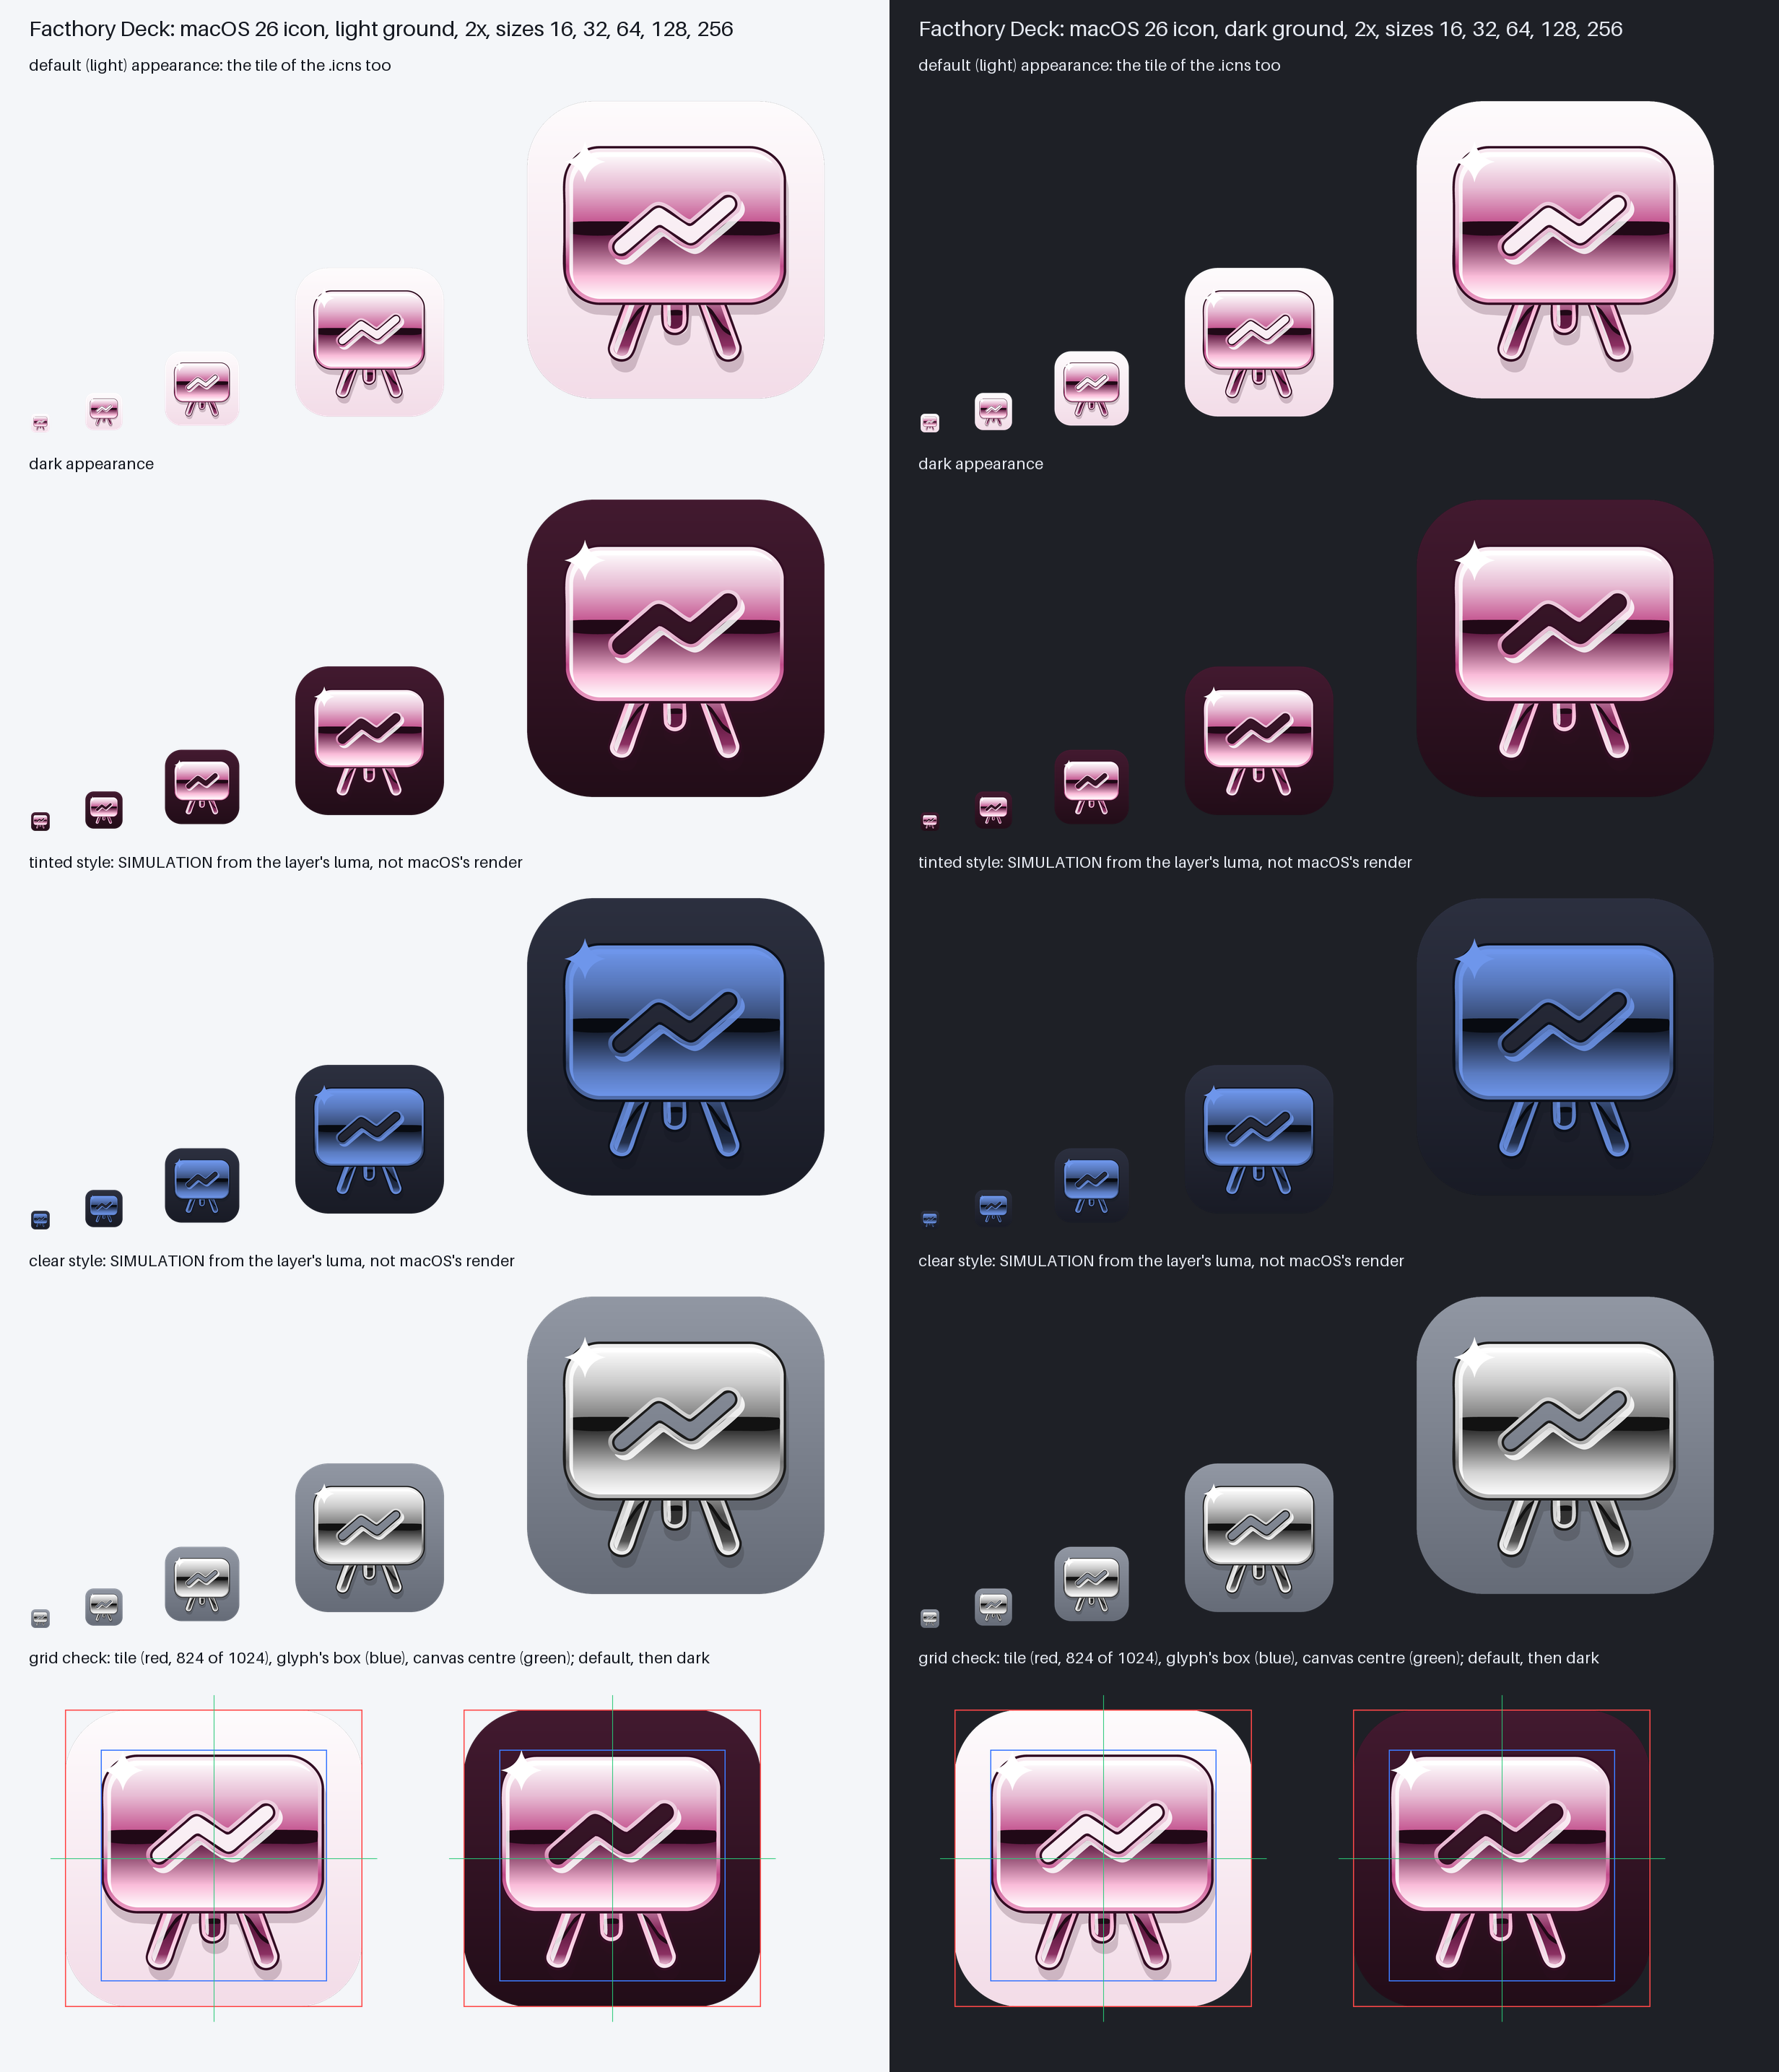 Facthory Deck: macOS 26 icon, light ground, 2x, sizes 16, 32, 64, 128, 256
default (light) appearance: the tile of the .icns too
dark appearance
tinted style: SIMULATION from the layer's luma, not macOS's render
clear style: SIMULATION from the layer's luma, not macOS's render
grid check: tile (red, 824 of 1024), glyph's box (blue), canvas centre (green); default, then dark
Facthory Deck: macOS 26 icon, dark ground, 2x, sizes 16, 32, 64, 128, 256
default (light) appearance: the tile of the .icns too
dark appearance
tinted style: SIMULATION from the layer's luma, not macOS's render
clear style: SIMULATION from the layer's luma, not macOS's render
grid check: tile (red, 824 of 1024), glyph's box (blue), canvas centre (green); default, then dark